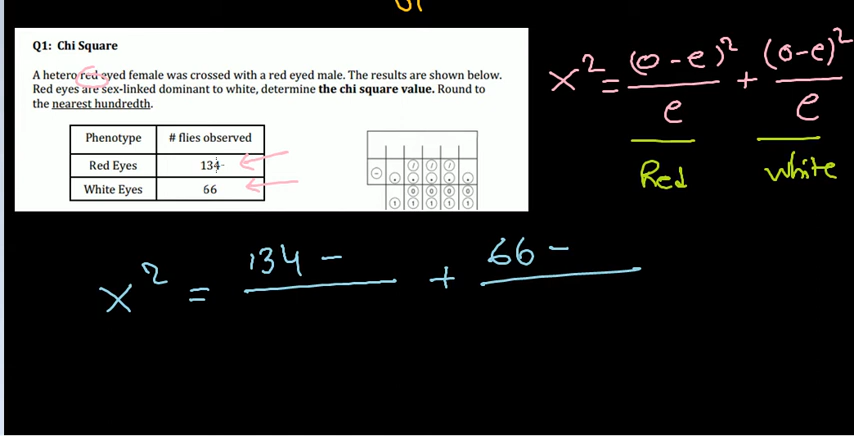 Q1: Chi Square
A hetero red eyed female was crossed with a red eyed male. The results are shown below.
Red eyes are sex-linked dominant to white, determine the chi square value. Round to
the nearest hundredth.
Phenotype # flies observed
Red Eyes 134
White Eyes 66
x² = (o-e)²/e + (o-e)²/e
Red White
x² = 134 - + 66 -